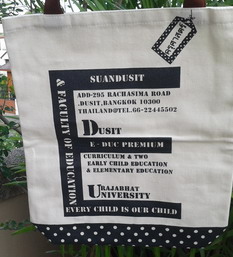 SUANDUSIT
ADD-295 RACHASIMA ROAD
.DUSIT,BANGKOK 10300
THAILAND@TEL.66-22445502
DUSIT
E - DUC PREMIUM
CURRICULUM & TWO
EARLY CHILD EDUCATION
& ELEMENTARY EDUCATION
URAJABHAT
UNIVERSITY
& FACULTY OF EDUCATION
EVERY CHILD IS OUR CHILD